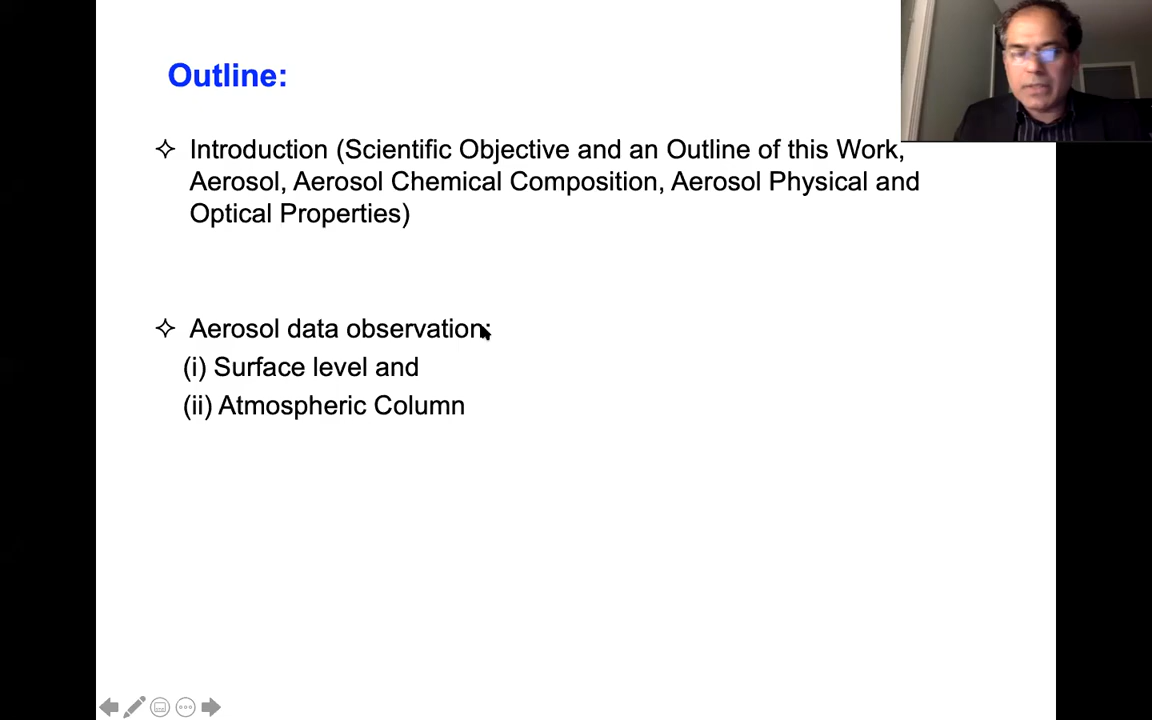 Outline:
✧ Introduction (Scientific Objective and an Outline of this Work,
Aerosol, Aerosol Chemical Composition, Aerosol Physical and
Optical Properties)
✧ Aerosol data observation:
(i) Surface level and
(ii) Atmospheric Column